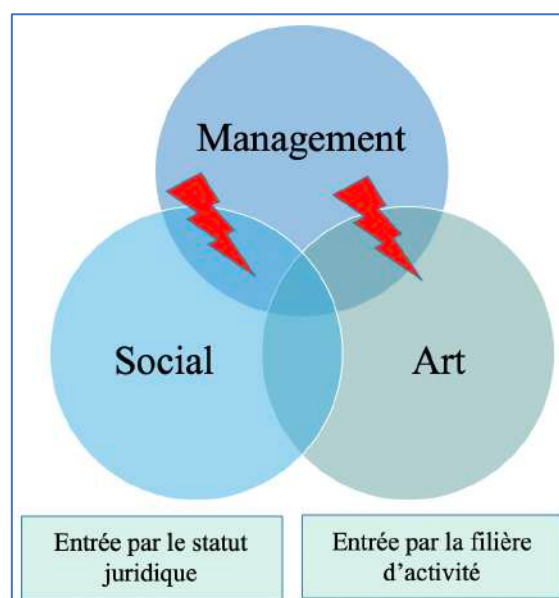 Management
Social
Art
Entrée par le statut
juridique
Entrée par la filière
d'activité